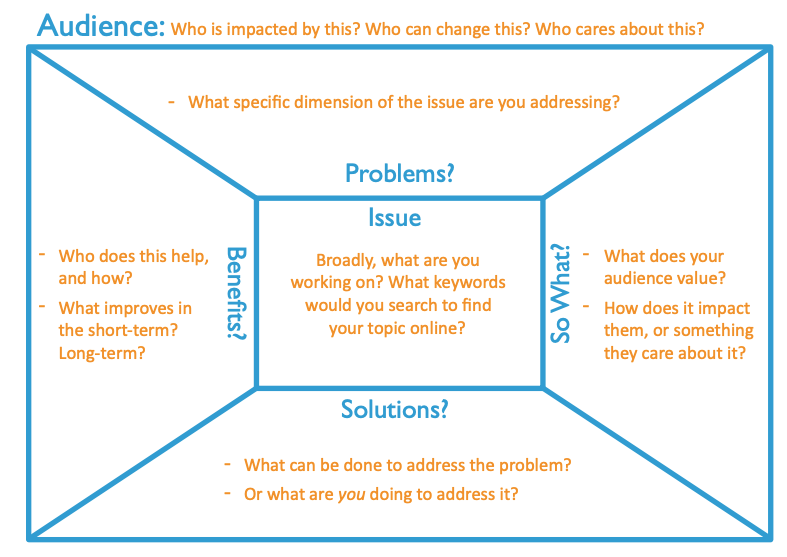 Audience: Who is impacted by this? Who can change this? Who cares about this?
- What specific dimension of the issue are you addressing?
Problems?
Issue
Broadly, what are you
working on? What keywords
would you search to find
your topic online?
Benefits?
- Who does this help,
and how?
- What improves in
the short-term?
Long-term?
So What?
- What does your
audience value?
- How does it impact
them, or something
they care about it?
Solutions?
- What can be done to address the problem?
- Or what are you doing to address it?